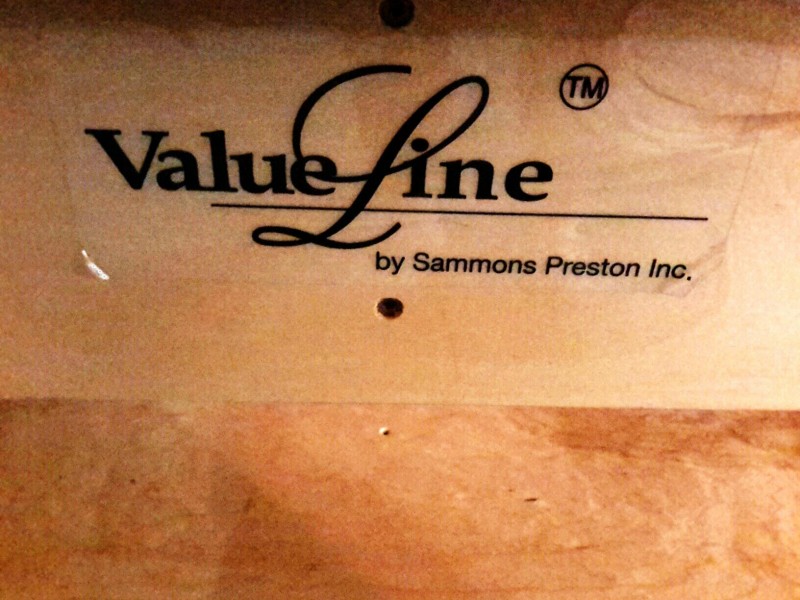 ValueLine TM
by Sammons Preston Inc.